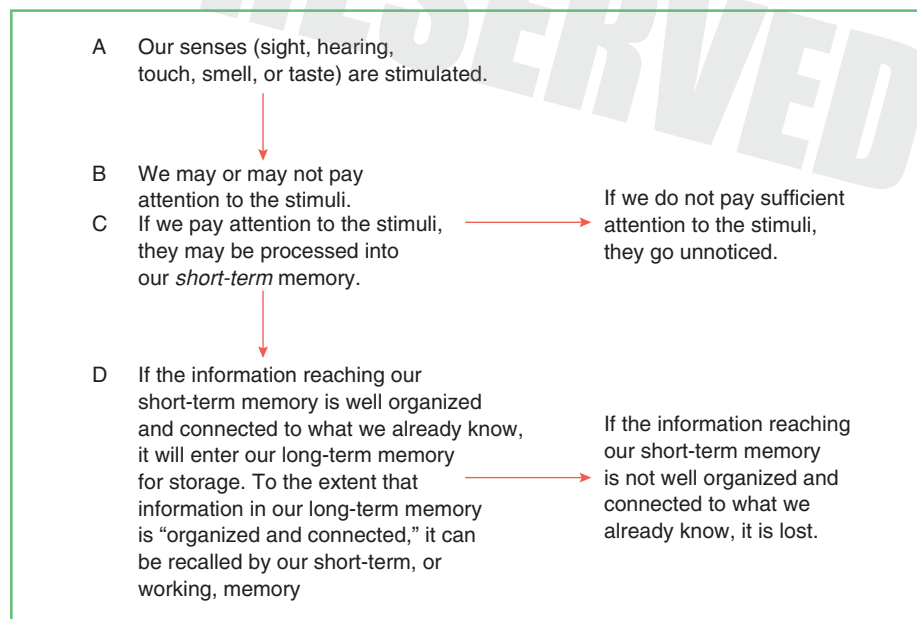 RESERVED
A Our senses (sight, hearing,
touch, smell, or taste) are stimulated.
B We may or may not pay
attention to the stimuli.
C If we pay attention to the stimuli,
they may be processed into
our short-term memory.
If we do not pay sufficient
attention to the stimuli,
they go unnoticed.
D If the information reaching our
short-term memory is well organized
and connected to what we already know,
it will enter our long-term memory
for storage. To the extent that
information in our long-term memory
is “organized and connected,” it can
be recalled by our short-term, or
working, memory
If the information reaching
our short-term memory
is not well organized and
connected to what we
already know, it is lost.